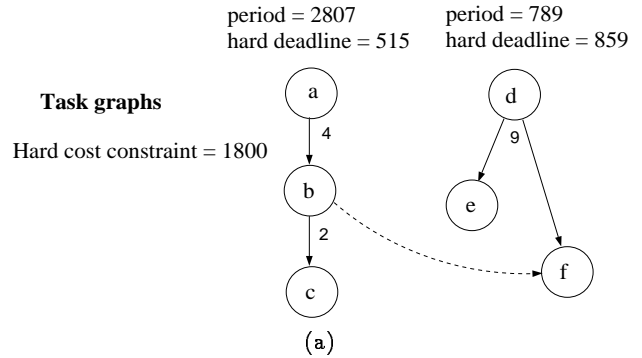 period = 2807
hard deadline = 515
period = 789
hard deadline = 859
Task graphs
Hard cost constraint = 1800
a
d
4
9
b
e
2
f
c
(a)